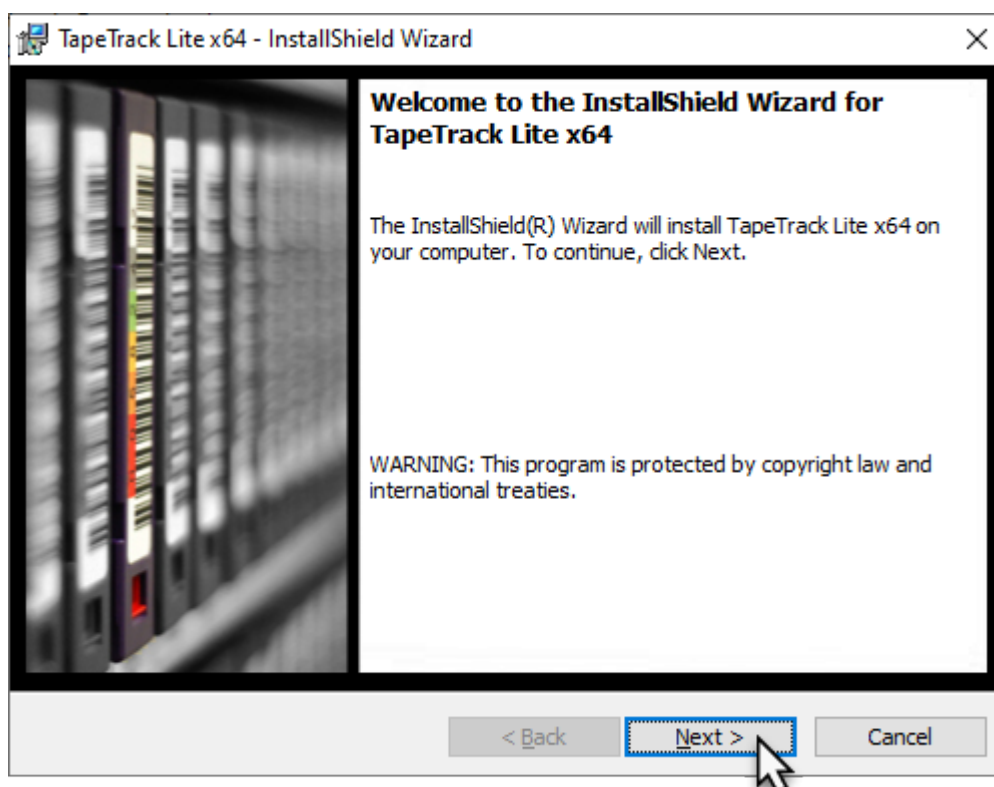 TapeTrack Lite x64 - InstallShield Wizard
Welcome to the InstallShield Wizard for
TapeTrack Lite x64
The InstallShield(R) Wizard will install TapeTrack Lite x64 on
your computer. To continue, click Next.
WARNING: This program is protected by copyright law and
international treaties.
< Back
Next >
Cancel